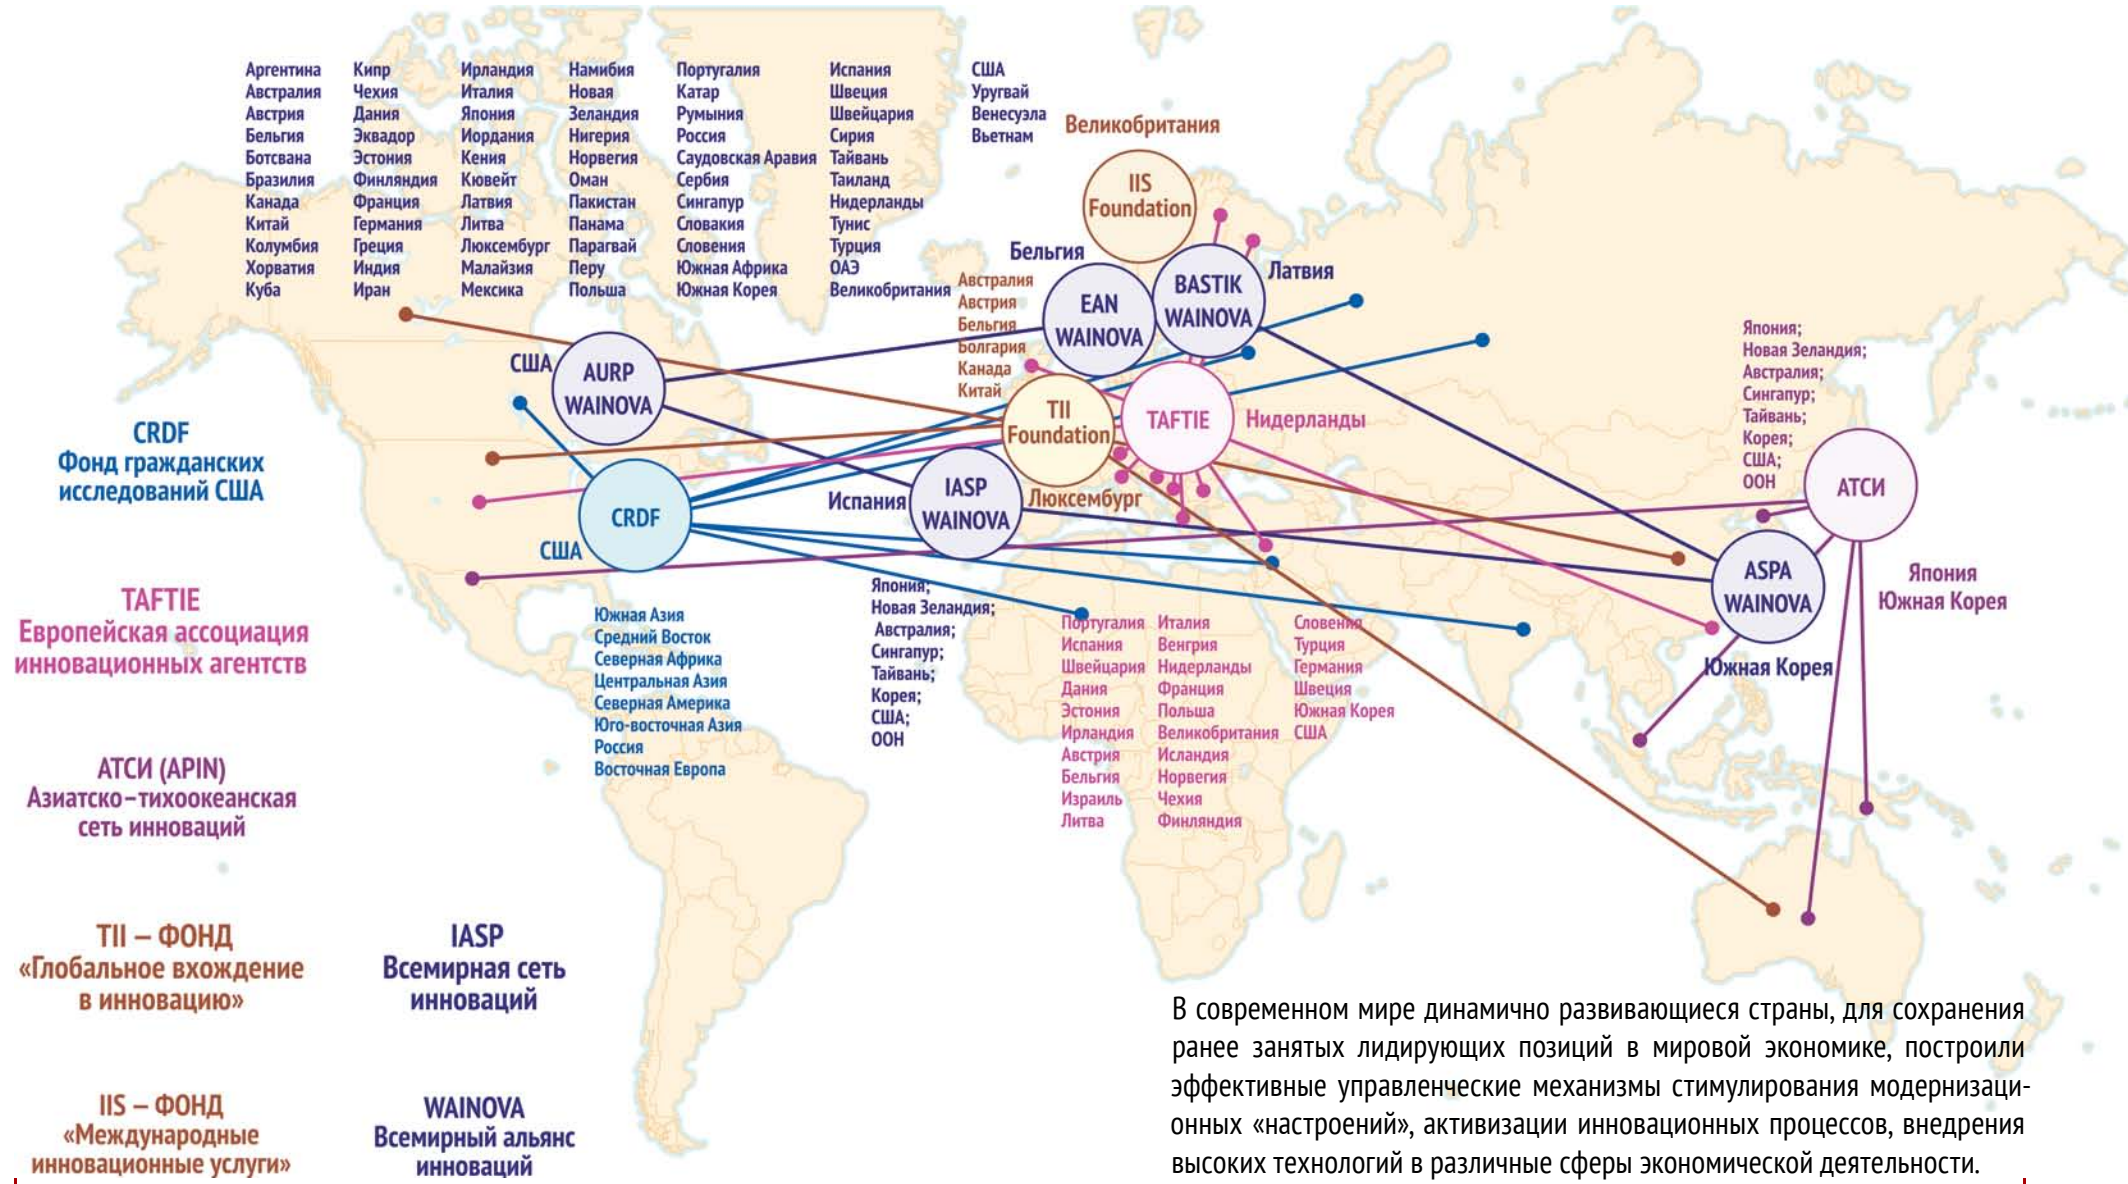 Аргентина
Австралия
Австрия
Бельгия
Ботсвана
Бразилия
Канада
Китай
Колумбия
Хорватия
Куба
Кипр
Чехия
Дания
Эквадор
Эстония
Финляндия
Франция
Германия
Греция
Индия
Иран
Ирландия
Италия
Япония
Иордания
Кения
Кювейт
Латвия
Литва
Люксембург
Малайзия
Мексика
Намибия
Новая
Зеландия
Нигерия
Норвегия
Оман
Пакистан
Панама
Парагвай
Перу
Польша
Португалия
Катар
Румыния
Россия
Саудовская Аравия
Сербия
Сингапур
Словакия
Словения
Южная Африка
Южная Корея
Испания
Швеция
Швейцария
Сирия
Тайвань
Таиланд
Нидерланды
Тунис
Турция
ОАЭ
Великобритания
США
Уругвай
Венесуэла
Вьетнам
Великобритания
IIS
Foundation
Бельгия
EAN
WAINOVA
BASTIK
WAINOVA
Латвия
Австралия
Австрия
Бельгия
Болгария
Канада
Китай
США
AURP
WAINOVA
TII
Foundation
Люксембург
TAFTIE
Нидерланды
Испания
IASP
WAINOVA
CRDF
США
Япония;
Новая Зеландия;
Австралия;
Сингапур;
Тайвань;
Корея;
США;
ООН
АТСИ
Япония
Южная Корея
ASPA
WAINOVA
Южная Корея
Южная Азия
Средний Восток
Северная Африка
Центральная Азия
Северная Америка
Юго-восточная Азия
Россия
Восточная Европа
Япония;
Новая Зеландия;
Австралия;
Сингапур;
Тайвань;
Корея;
США;
ООН
Португалия
Испания
Швейцария
Дания
Эстония
Ирландия
Австрия
Бельгия
Израиль
Литва
Италия
Венгрия
Нидерланды
Франция
Польша
Великобритания
Исландия
Норвегия
Чехия
Финляндия
Словения
Турция
Германия
Швеция
Южная Корея
США
CRDF
Фонд гражданских
исследований США
TAFTIE
Европейская ассоциация
инновационных агентств
АТСИ (APIN)
Азиатско–тихоокеанская
сеть инноваций
TII – ФОНД
«Глобальное вхождение
в инновацию»
IIS – ФОНД
«Международные
инновационные услуги»
IASP
Всемирная сеть
инноваций
WAINOVA
Всемирный альянс
инноваций
В современном мире динамично развивающиеся страны, для сохранения
ранее занятых лидирующих позиций в мировой экономике, построили
эффективные управленческие механизмы стимулирования модернизаци-
онных «настроений», активизации инновационных процессов, внедрения
высоких технологий в различные сферы экономической деятельности.